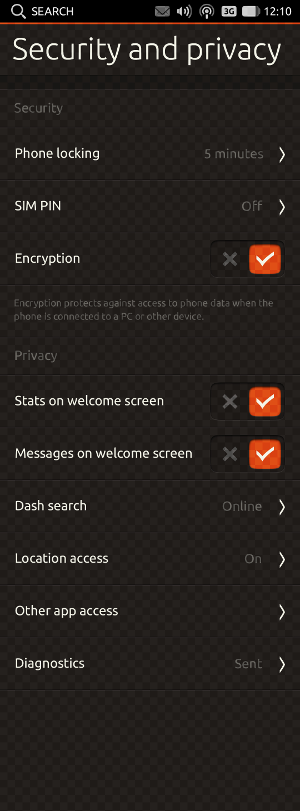 SEARCH 3G 12:10
Security and privacy
Security
Phone locking 5 minutes
SIM PIN Off
Encryption
Encryption protects against access to phone data when the
phone is connected to a PC or other device.
Privacy
Stats on welcome screen
Messages on welcome screen
Dash search Online
Location access On
Other app access
Diagnostics Sent